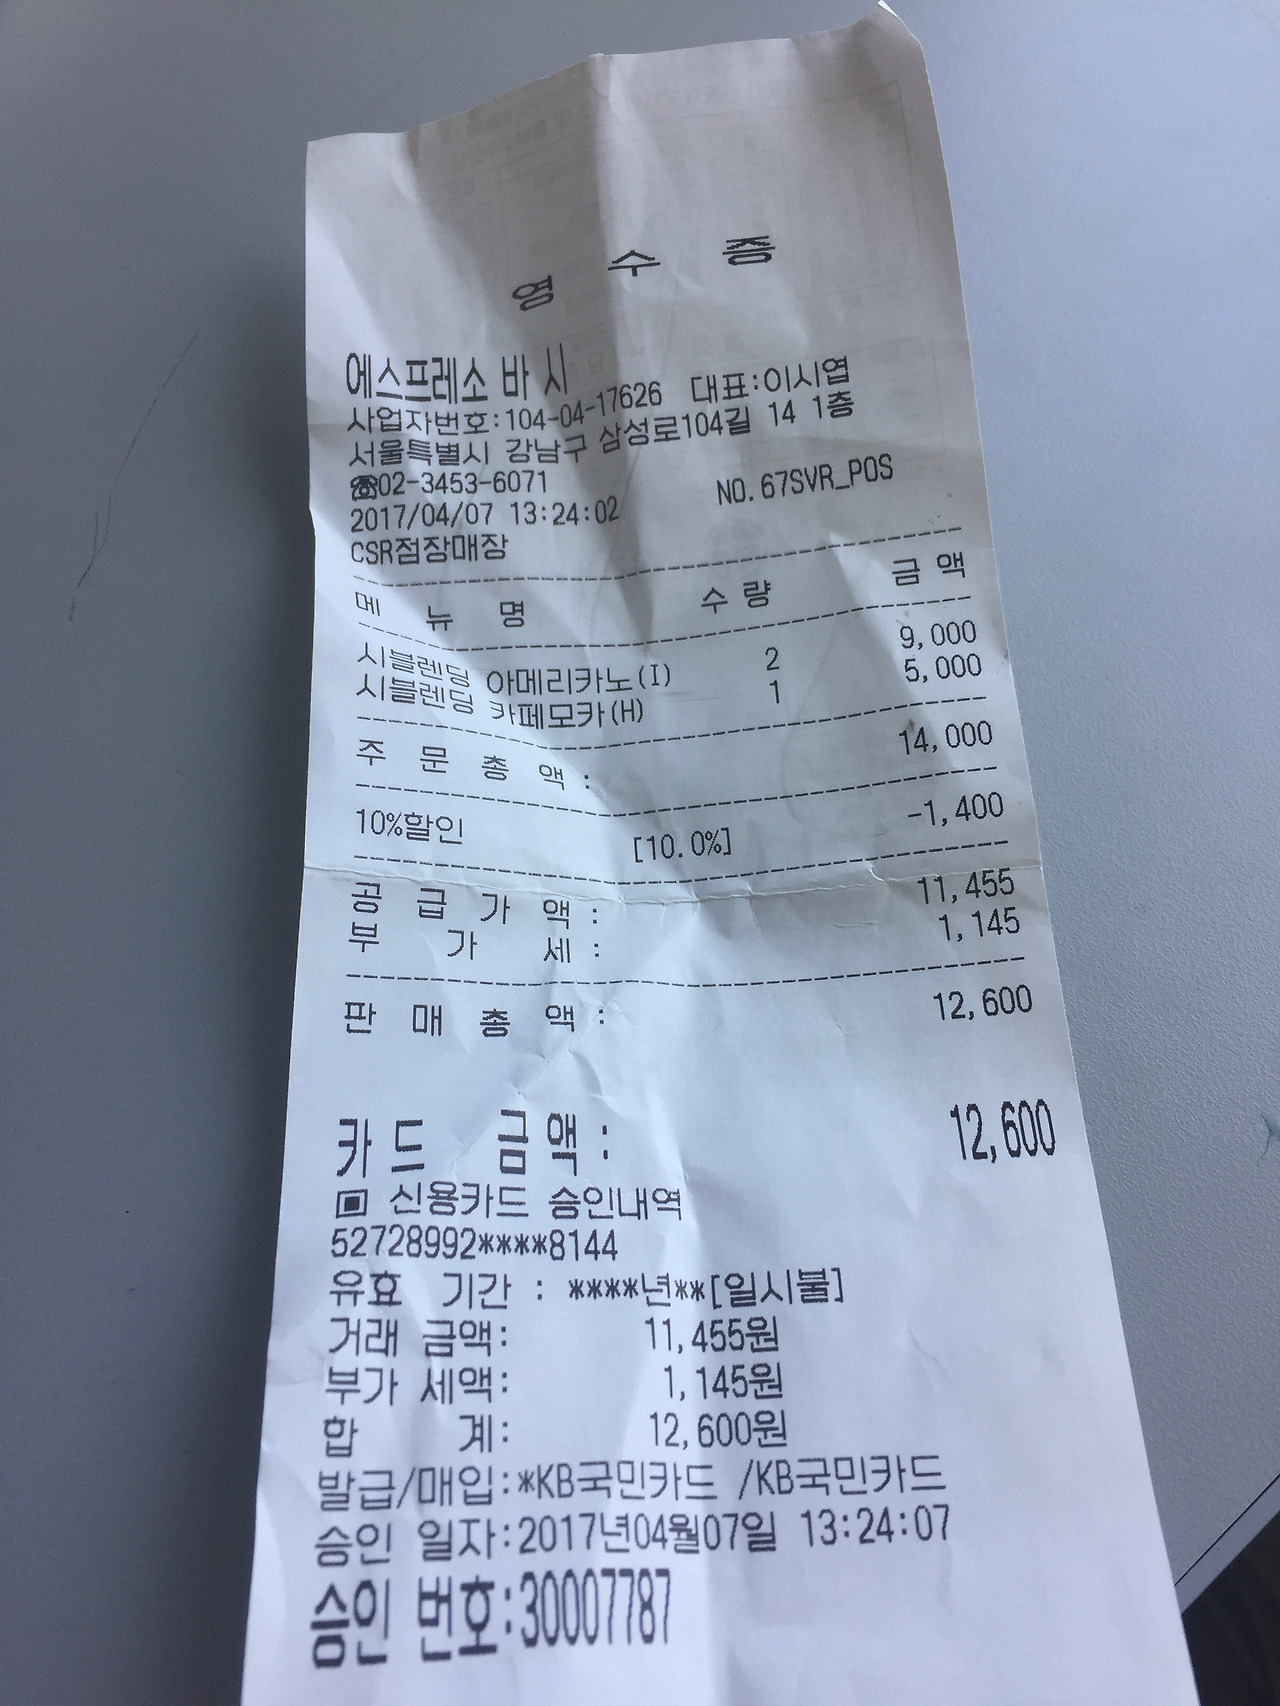 영 수 증
에스프레소 바 시
사업자번호:104-04-17626 대표:이시엽
서울특별시 강남구 삼성로104길 14 1층
☎02-3453-6071
2017/04/07 13:24:02 NO.67SVR_POS
CSR점장매장
메 뉴 명 수 량 금 액
시블렌딩 아메리카노(I) 2 9,000
시블렌딩 카페모카(H) 1 5,000
주 문 총 액 : 14,000
10%할인 [10.0%] -1,400
공 급 가 액 : 11,455
부 가 세 : 1,145
판 매 총 액 : 12,600
카드 금액 : 12,600
▣ 신용카드 승인내역
52728992****8144
유효 기간 : ****년**[일시불]
거래 금액: 11,455원
부가 세액: 1,145원
합 계: 12,600원
발급/매입:*KB국민카드 /KB국민카드
승인 일자:2017년04월07일 13:24:07
승인 번호:30007787